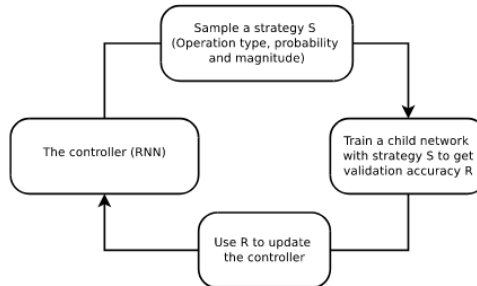 Sample a strategy S
(Operation type, probability
and magnitude)
The controller (RNN)
Train a child network
with strategy S to get
validation accuracy R
Use R to update
the controller